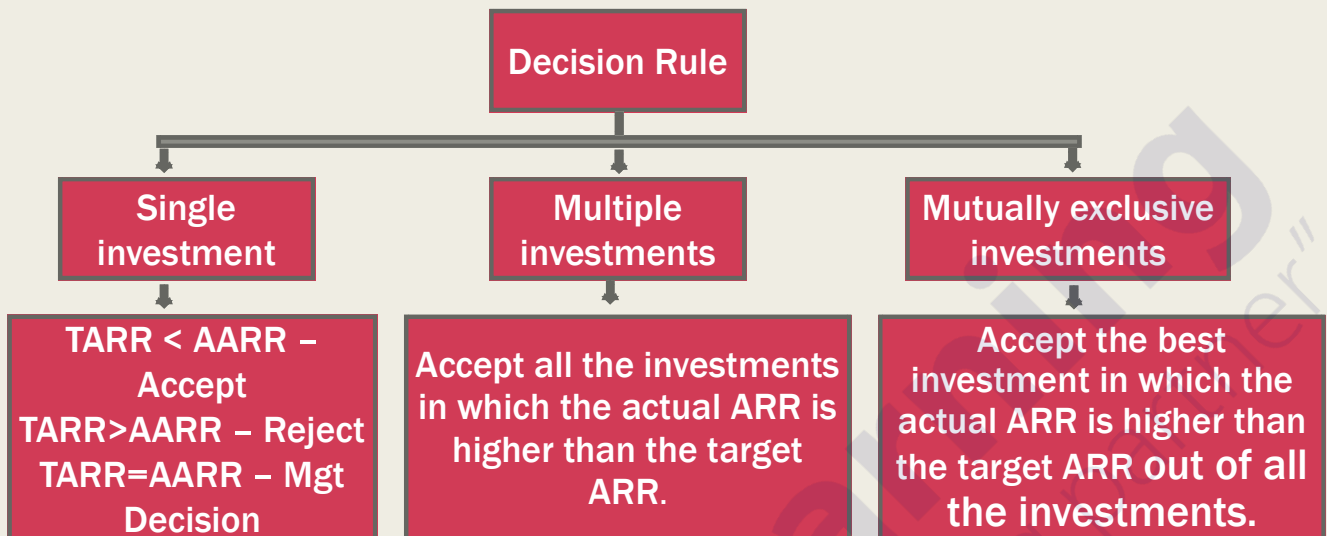 Decision Rule
Single
investment
Multiple
investments
Mutually exclusive
investments
TARR < AARR –
Accept
TARR>AARR – Reject
TARR=AARR – Mgt
Decision
Accept all the investments
in which the actual ARR is
higher than the target
ARR.
Accept the best
investment in which the
actual ARR is higher than
the target ARR out of all
the investments.